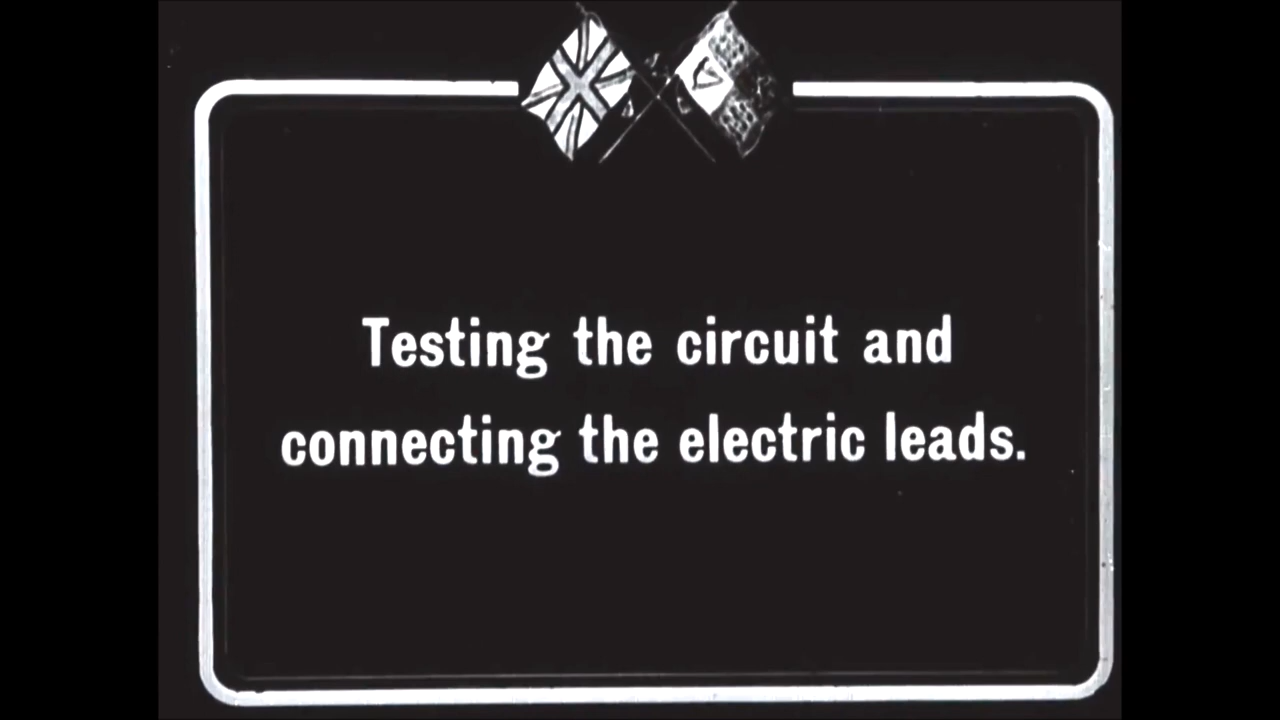 Testing the circuit and
connecting the electric leads.